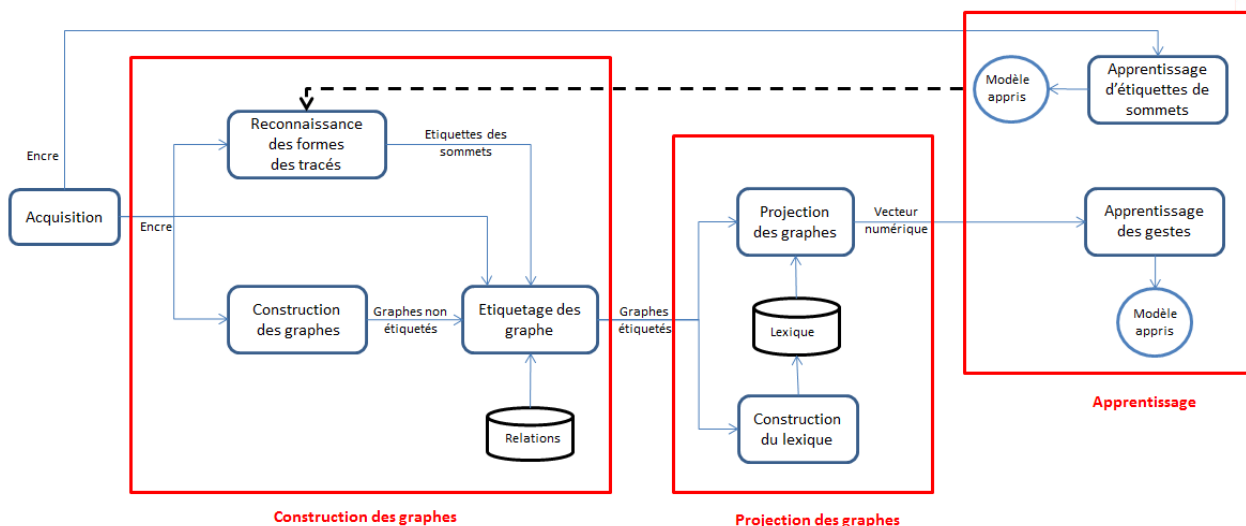 Modèle
appris
Apprentissage
d'étiquettes de
sommets
Reconnaissance
des formes
des tracés
Etiquettes des
sommets
Encre
Acquisition
Encre
Projection
des graphes
Vecteur
numérique
Apprentissage
des gestes
Construction
des graphes
Graphes non
étiquetés
Etiquetage des
graphe
Graphes
étiquetés
Lexique
Modèle
appris
Construction
du lexique
Relations
Apprentissage
Construction des graphes
Projection des graphes